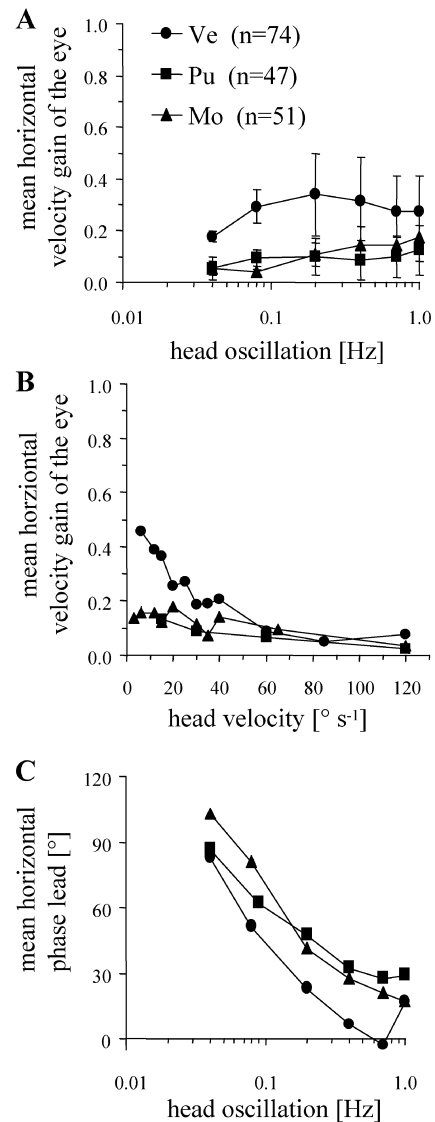 A
Ve (n=74)
Pu (n=47)
Mo (n=51)
mean horizontal
velocity gain of the eye
1.0
0.8
0.6
0.4
0.2
0.0
0.01
0.1
1.0
head oscillation [Hz]
B
mean horziontal
velocity gain of the eye
1.0
0.8
0.6
0.4
0.2
0.0
0
20
40
60
80
100
120
head velocity [° s-1]
C
mean horizontal
phase lead [°]
120
90
60
30
0
0.01
0.1
1.0
head oscillation [Hz]